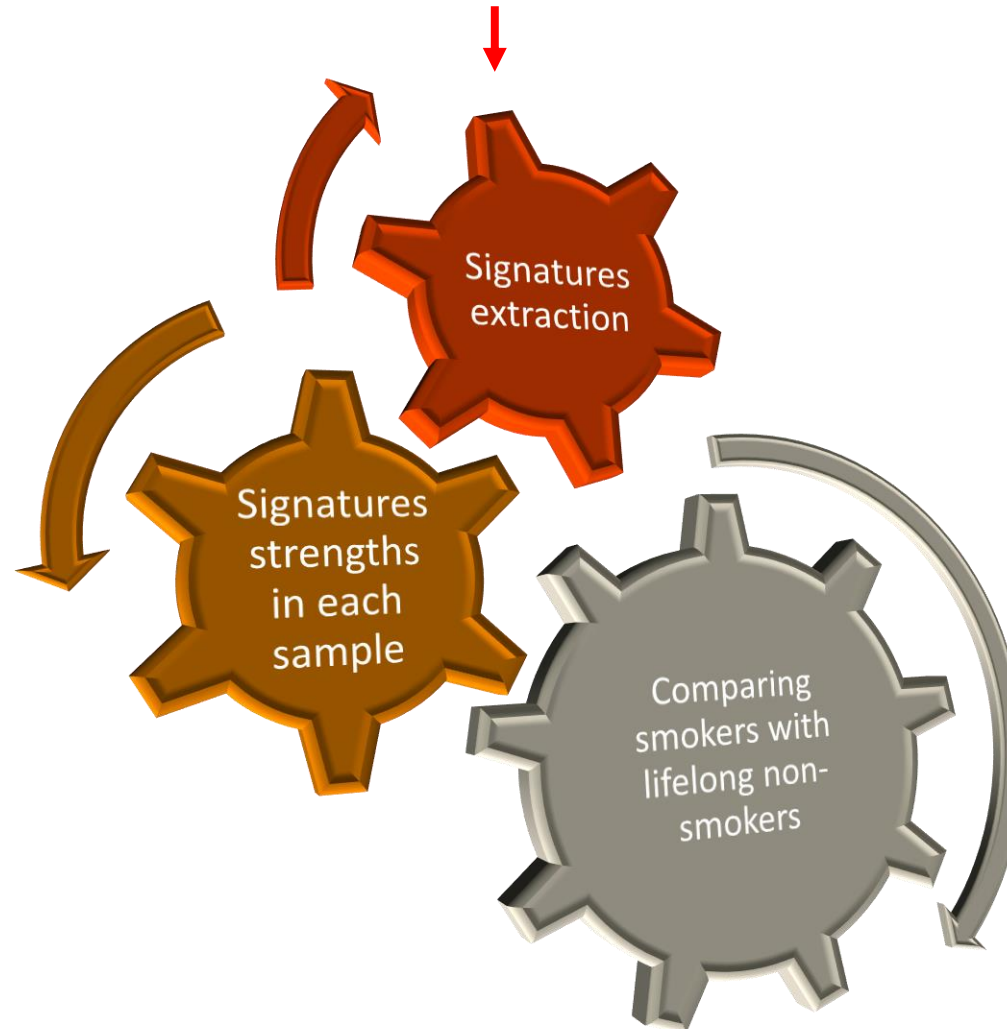 Signatures
extraction
Signatures
strengths
in each
sample
Comparing
smokers with
lifelong non-
smokers